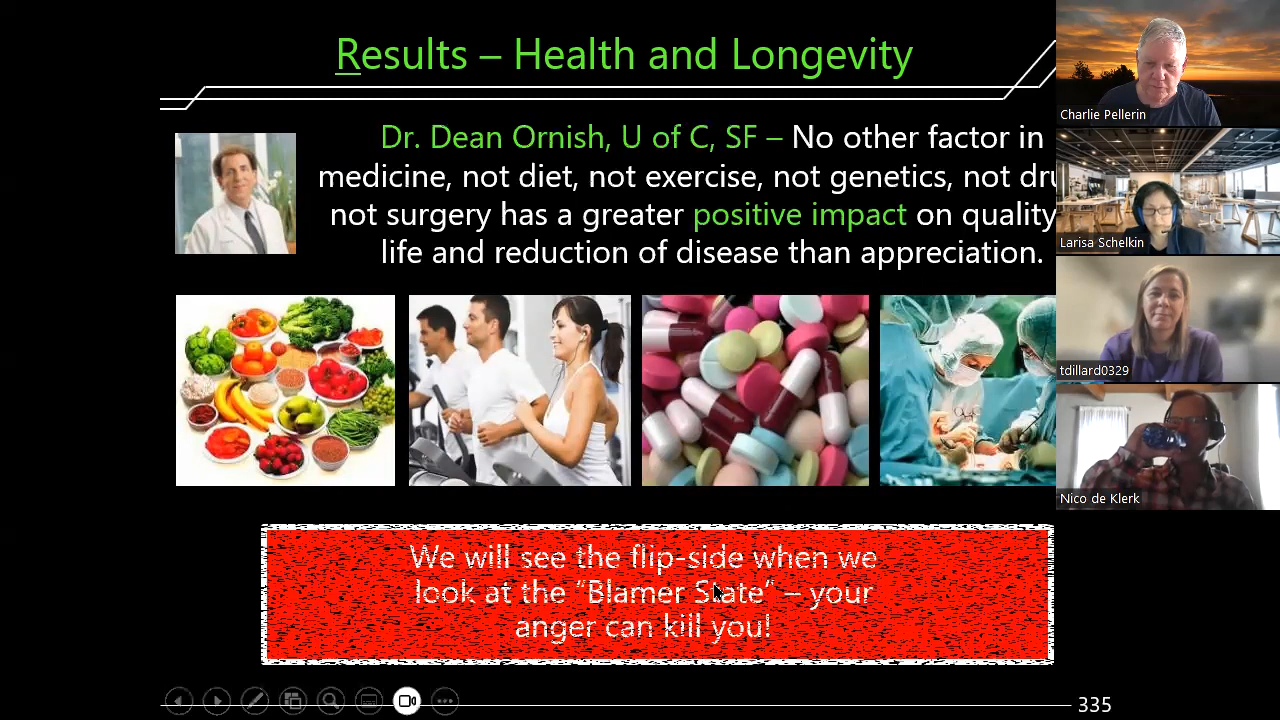 Results – Health and Longevity
Dr. Dean Ornish, U of C, SF – No other factor in
medicine, not diet, not exercise, not genetics, not
not surgery has a greater positive impact on quality
life and reduction of disease than appreciation.
We will see the flip-side when we
look at the “Blamer State” – your
anger can kill you!
335
Charlie Pellerin
Larisa Schelkin
tdillard0329
Nico de Klerk